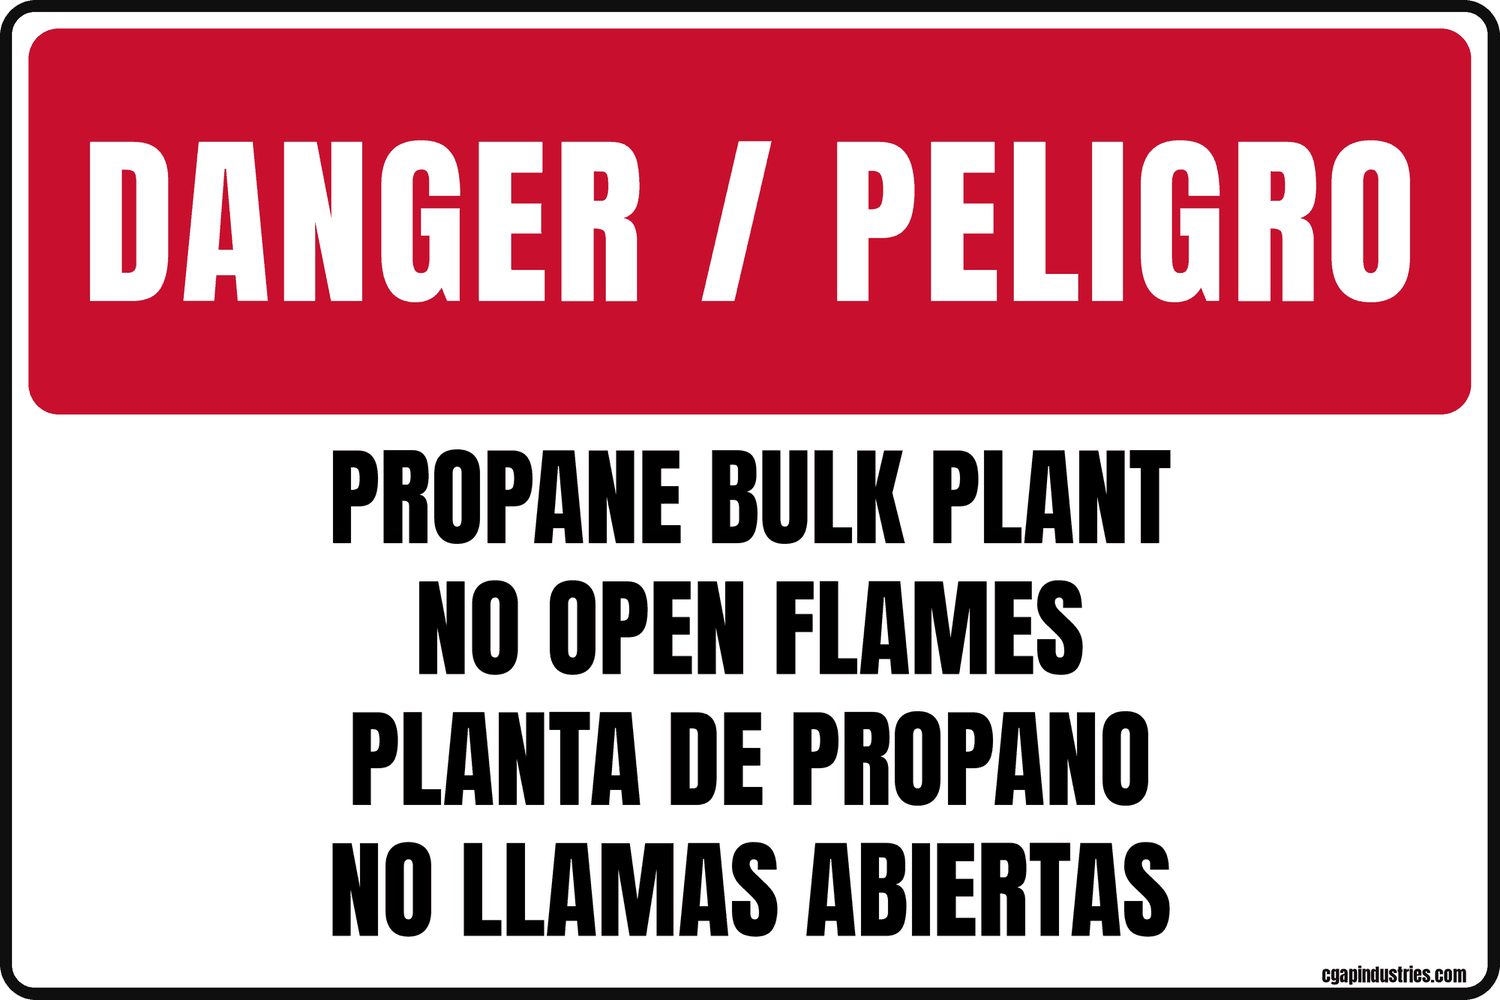 DANGER / PELIGRO
PROPANE BULK PLANT
NO OPEN FLAMES
PLANTA DE PROPANO
NO LLAMAS ABIERTAS
cgapindustries.com